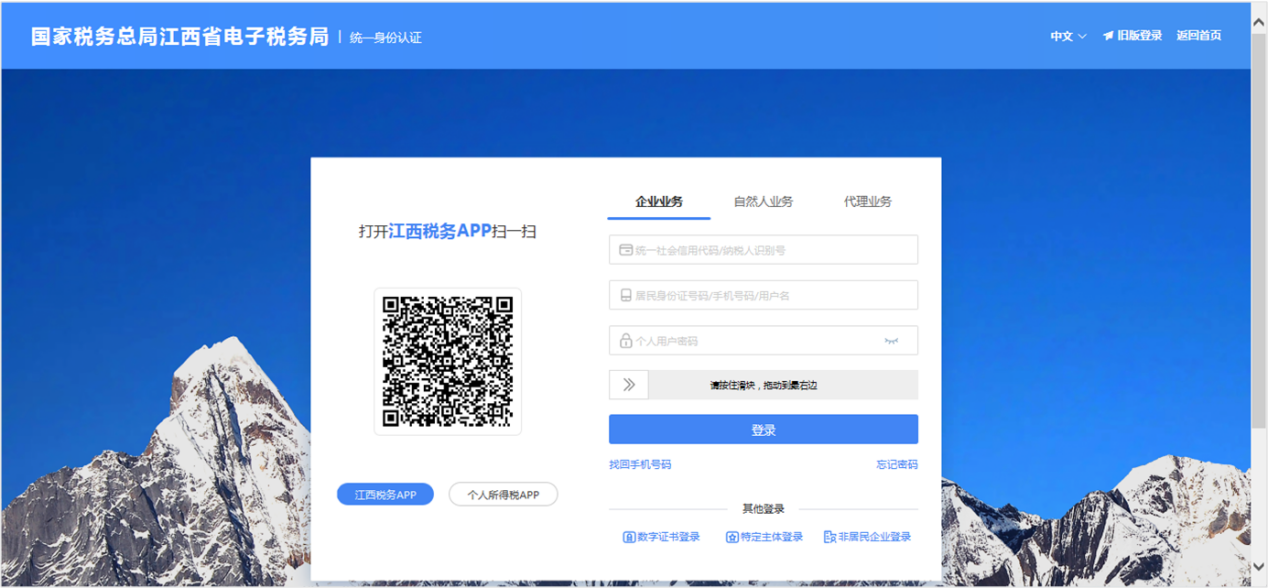 国家税务总局江西省电子税务局 | 统一身份认证
中文 旧版登录 返回首页
打开江西税务APP扫一扫
江西税务APP 个人所得税APP
企业业务 自然人业务 代理业务
统一社会信用代码/纳税人识别号
居民身份证号码/手机号码/用户名
个人用户密码
请按住滑块，拖动到最右边
登录
找回手机号码 忘记密码
其他登录
数字证书登录 特定主体登录 非居民企业登录